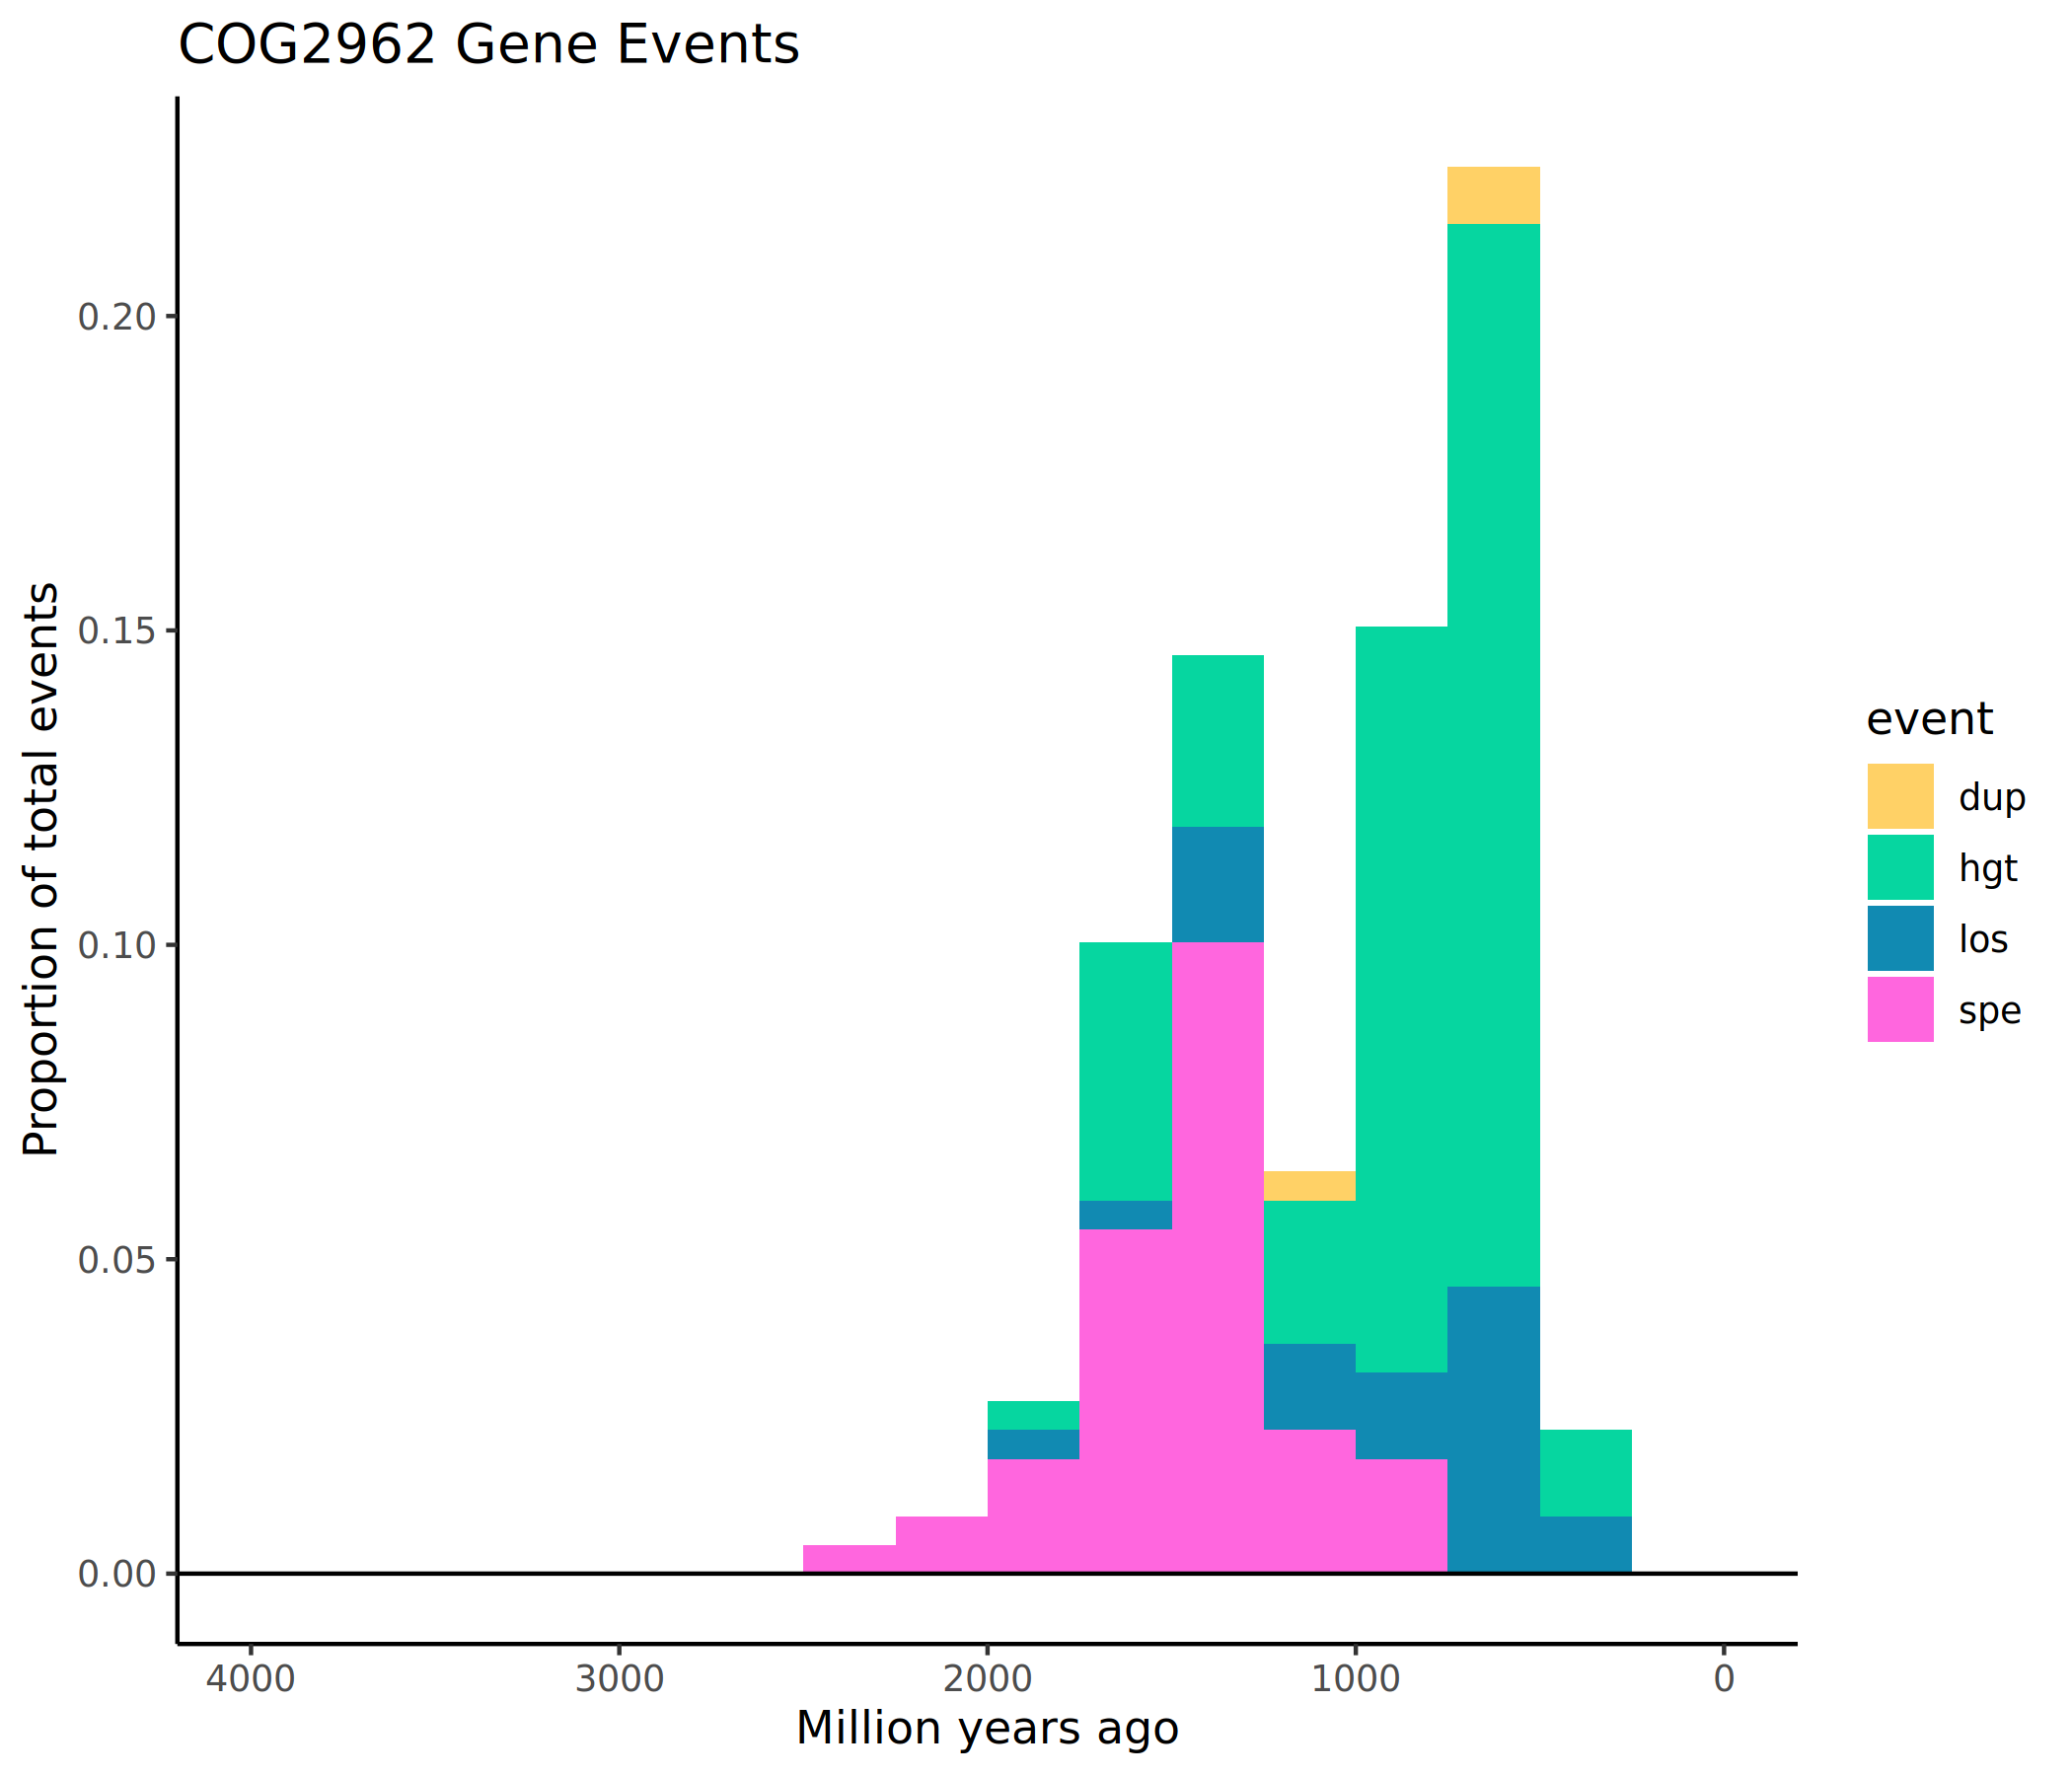 COG2962 Gene Events
Proportion of total events
0.20
0.15
0.10
0.05
0.00
4000 3000 2000 1000 0
Million years ago
event
dup
hgt
los
spe